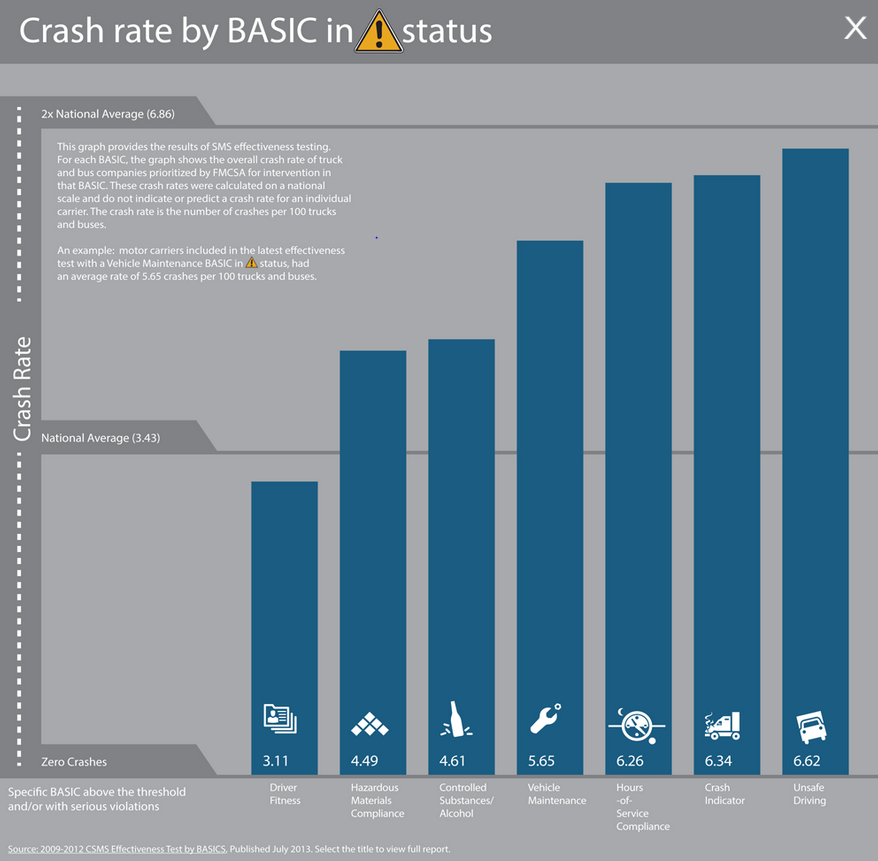 Crash rate by BASIC in ! status
X
2x National Average (6.86)
This graph provides the results of SMS effectiveness testing.
For each BASIC, the graph shows the overall crash rate of truck
and bus companies prioritized by FMCSA for intervention in
that BASIC. These crash rates were calculated on a national
scale and do not indicate or predict a crash rate for an individual
carrier. The crash rate is the number of crashes per 100 trucks
and buses.
An example: motor carriers included in the latest effectiveness
test with a Vehicle Maintenance BASIC in ! status, had
an average rate of 5.65 crashes per 100 trucks and buses.
Crash Rate
National Average (3.43)
Zero Crashes
3.11
4.49
4.61
5.65
6.26
6.34
6.62
Specific BASIC above the threshold
and/or with serious violations
Driver
Fitness
Hazardous
Materials
Compliance
Controlled
Substances/
Alcohol
Vehicle
Maintenance
Hours
-of-
Service
Compliance
Crash
Indicator
Unsafe
Driving
Source: 2009-2012 CSMS Effectiveness Test by BASICS, Published July 2013. Select the title to view full report.